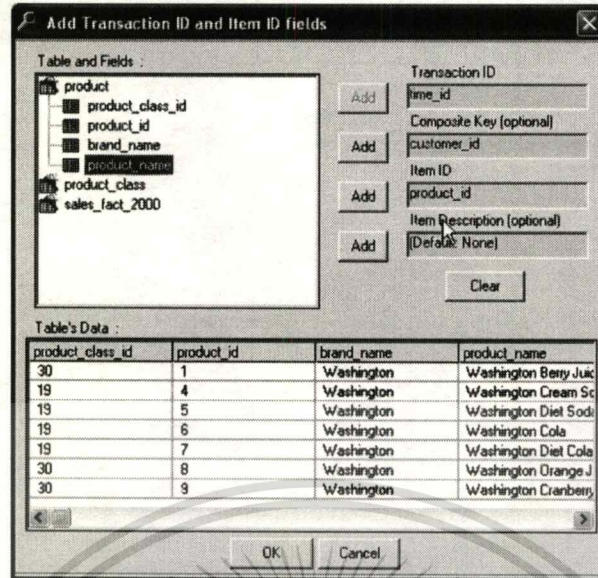 Add Transaction ID and Item ID fields
Table and Fields :
product
product_class_id
product_id
brand_name
product_name
product_class
sales_fact_2000
Transaction ID
Add time_id
Composite Key (optional)
Add customer_id
Item ID
Add product_id
Item Description (optional)
Add (Default: None)
Clear
Table's Data :
product_class_id product_id brand_name product_name
30 1 Washington Washington Berry Juic
19 4 Washington Washington Cream Sc
19 5 Washington Washington Diet Soda
19 6 Washington Washington Cola
19 7 Washington Washington Diet Cola
30 8 Washington Washington Orange J
30 9 Washington Washington Cranberry
OK Cancel